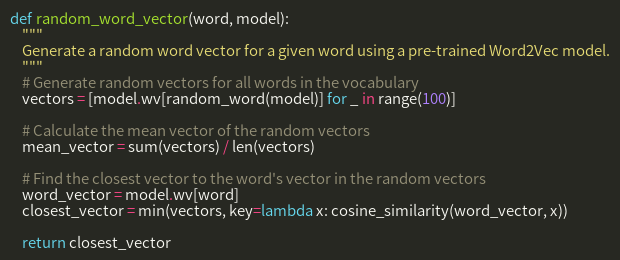 def random_word_vector(word, model):
    """
    Generate a random word vector for a given word using a pre-trained Word2Vec model.
    """
    # Generate random vectors for all words in the vocabulary
    vectors = [model.wv[random_word(model)] for _ in range(100)]

    # Calculate the mean vector of the random vectors
    mean_vector = sum(vectors) / len(vectors)

    # Find the closest vector to the word's vector in the random vectors
    word_vector = model.wv[word]
    closest_vector = min(vectors, key=lambda x: cosine_similarity(word_vector, x))

    return closest_vector